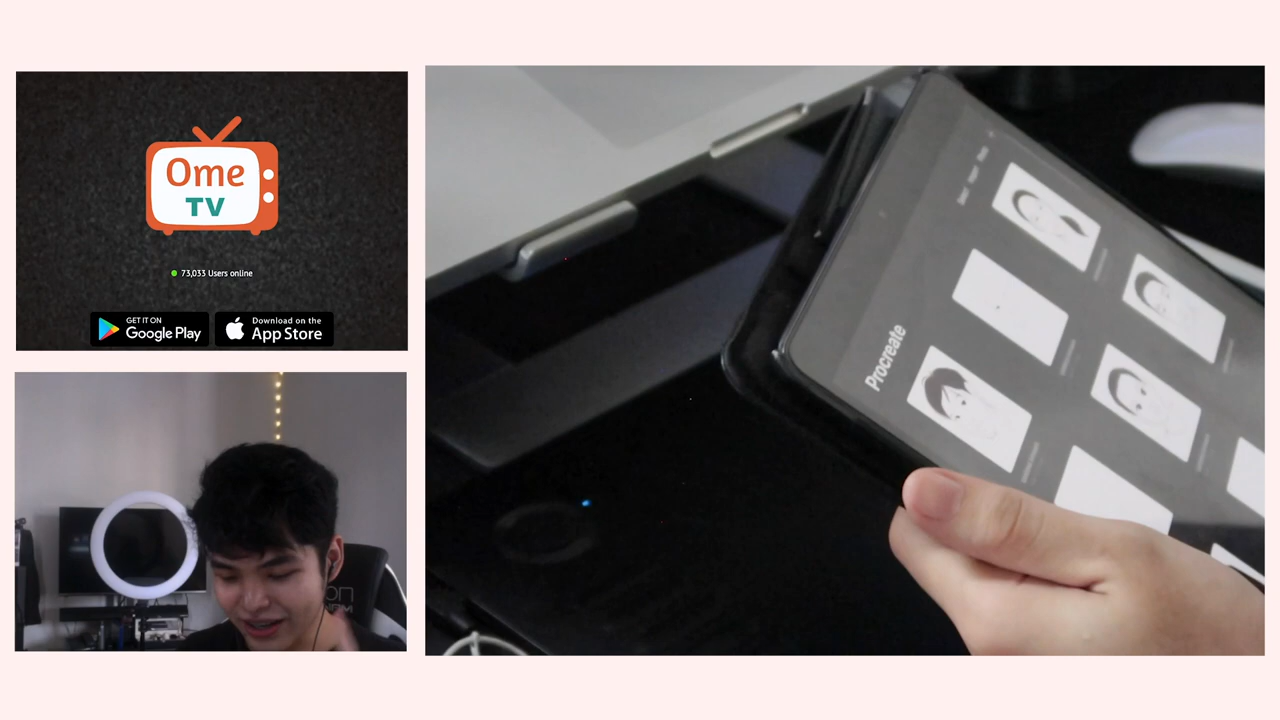 Ome
TV
73,033 Users online
GET IT ON
Google Play
Download on the
App Store
Procreate